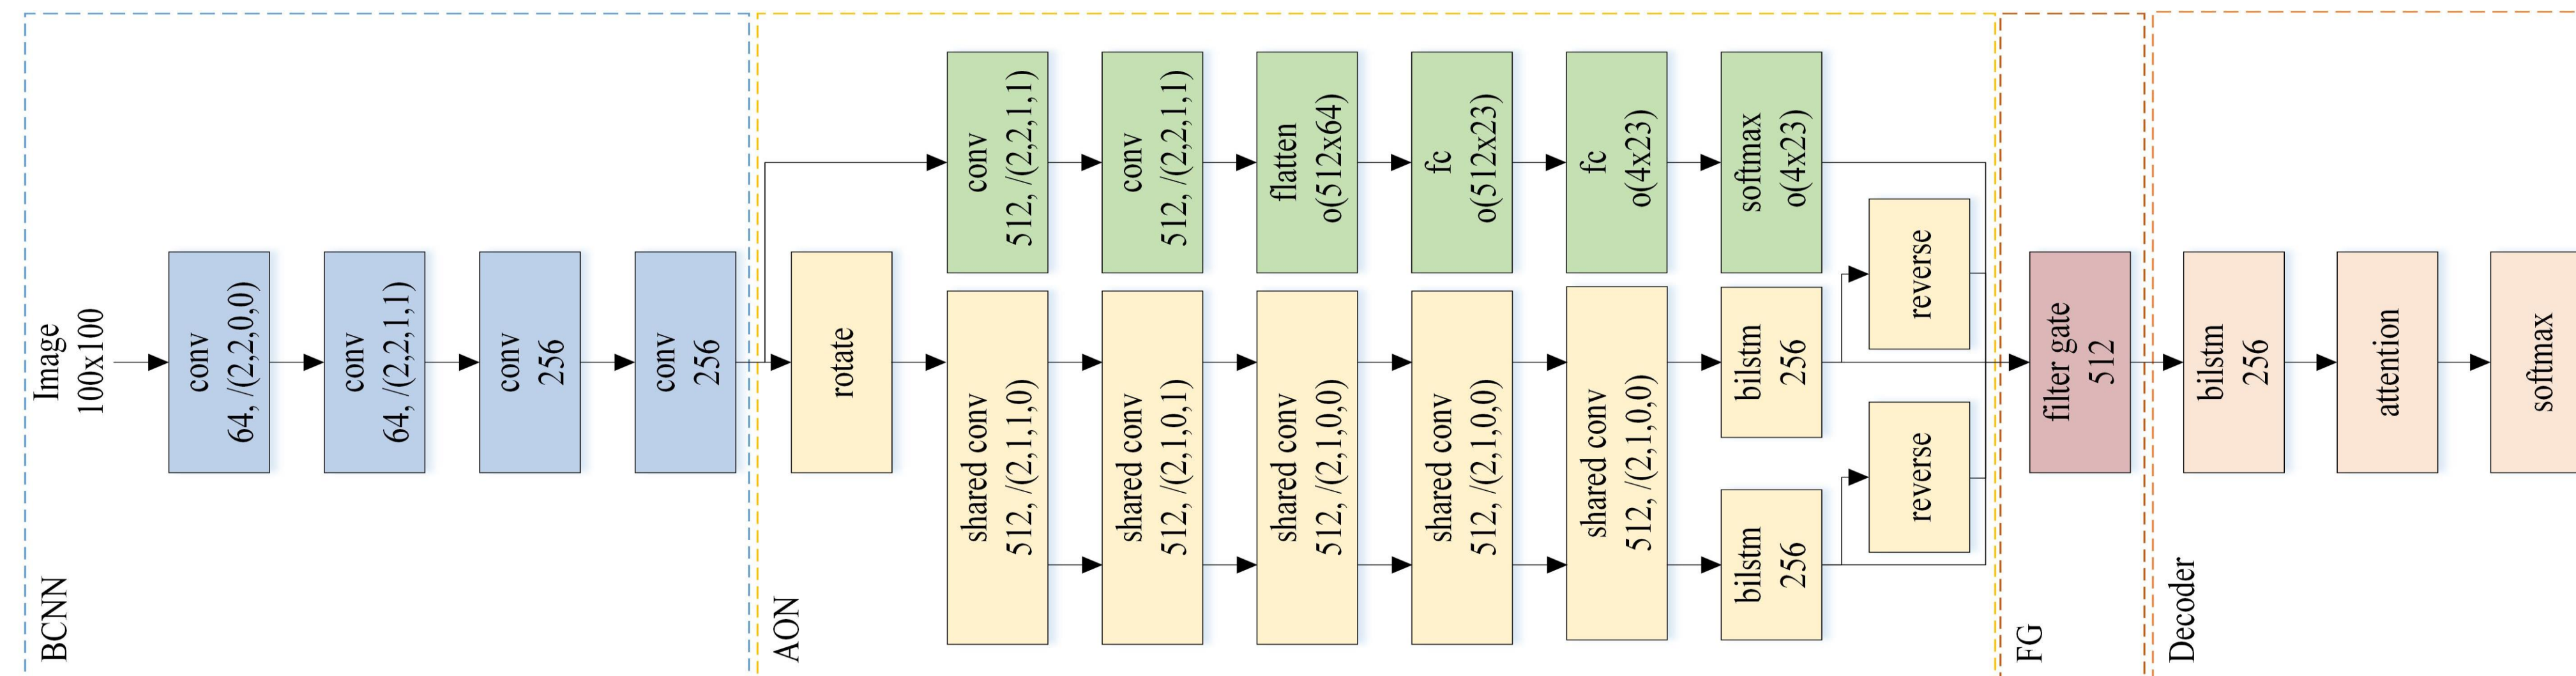 Image
100x100
conv
64, /(2,2,0,0)
conv
64, /(2,2,1,1)
conv
256
conv
256
BCNN
rotate
conv
512, /(2,2,1,1)
conv
512, /(2,2,1,1)
flatten
o(512x64)
fc
o(512x23)
fc
o(4x23)
softmax
o(4x23)
shared conv
512, /(2,1,1,0)
shared conv
512, /(2,1,0,1)
shared conv
512, /(2,1,0,0)
shared conv
512, /(2,1,0,0)
shared conv
512, /(2,1,0,0)
bilstm
256
reverse
bilstm
256
reverse
AON
filter gate
512
FG
bilstm
256
attention
softmax
Decoder